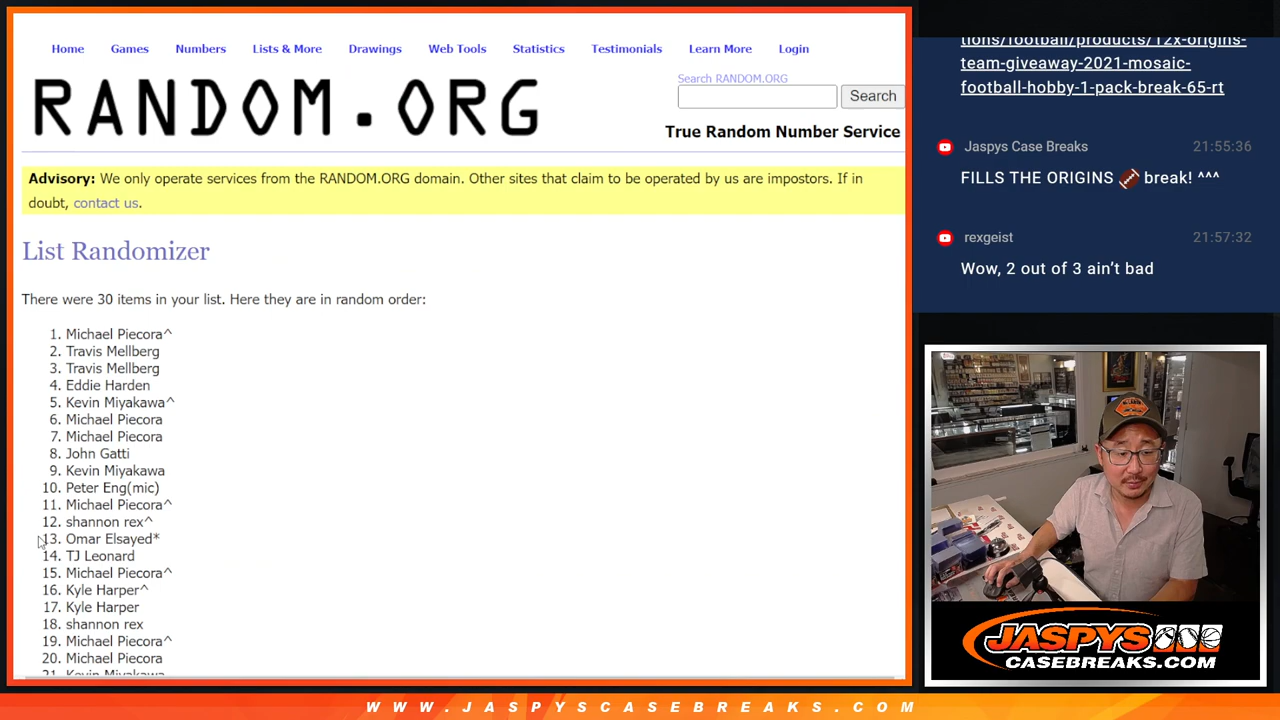 Home Games Numbers Lists & More Drawings Web Tools Statistics Testimonials Learn More Login
RANDOM.ORG
Search RANDOM.ORG
Search
True Random Number Service
Advisory: We only operate services from the RANDOM.ORG domain. Other sites that claim to be operated by us are impostors. If in
doubt, contact us.
List Randomizer
There were 30 items in your list. Here they are in random order:
1. Michael Piecora^
2. Travis Mellberg
3. Travis Mellberg
4. Eddie Harden
5. Kevin Miyakawa^
6. Michael Piecora
7. Michael Piecora
8. John Gatti
9. Kevin Miyakawa
10. Peter Eng(mic)
11. Michael Piecora^
12. shannon rex^
13. Omar Elsayed*
14. TJ Leonard
15. Michael Piecora^
16. Kyle Harper^
17. Kyle Harper
18. shannon rex
19. Michael Piecora^
20. Michael Piecora
21. Kevin Miyakawa
tions/football/products/12x-origins-
team-giveaway-2021-mosaic-
football-hobby-1-pack-break-65-rt
Jaspys Case Breaks 21:55:36
FILLS THE ORIGINS 🏈 break! ^^^
rexgeist 21:57:32
Wow, 2 out of 3 ain't bad
JASPYS
CASEBREAKS.COM
WWW.JASPYSCASEBREAKS.COM